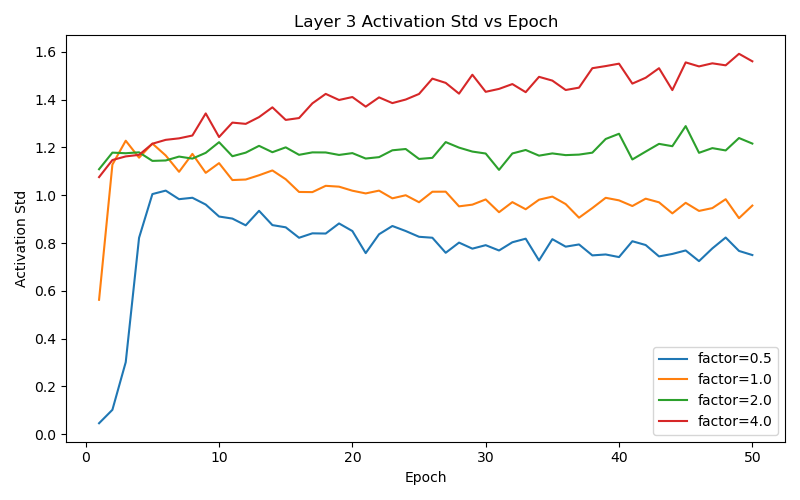 Layer 3 Activation Std vs Epoch
Activation Std
1.6
1.4
1.2
1.0
0.8
0.6
0.4
0.2
0.0
0
10
20
30
40
50
Epoch
factor=0.5
factor=1.0
factor=2.0
factor=4.0